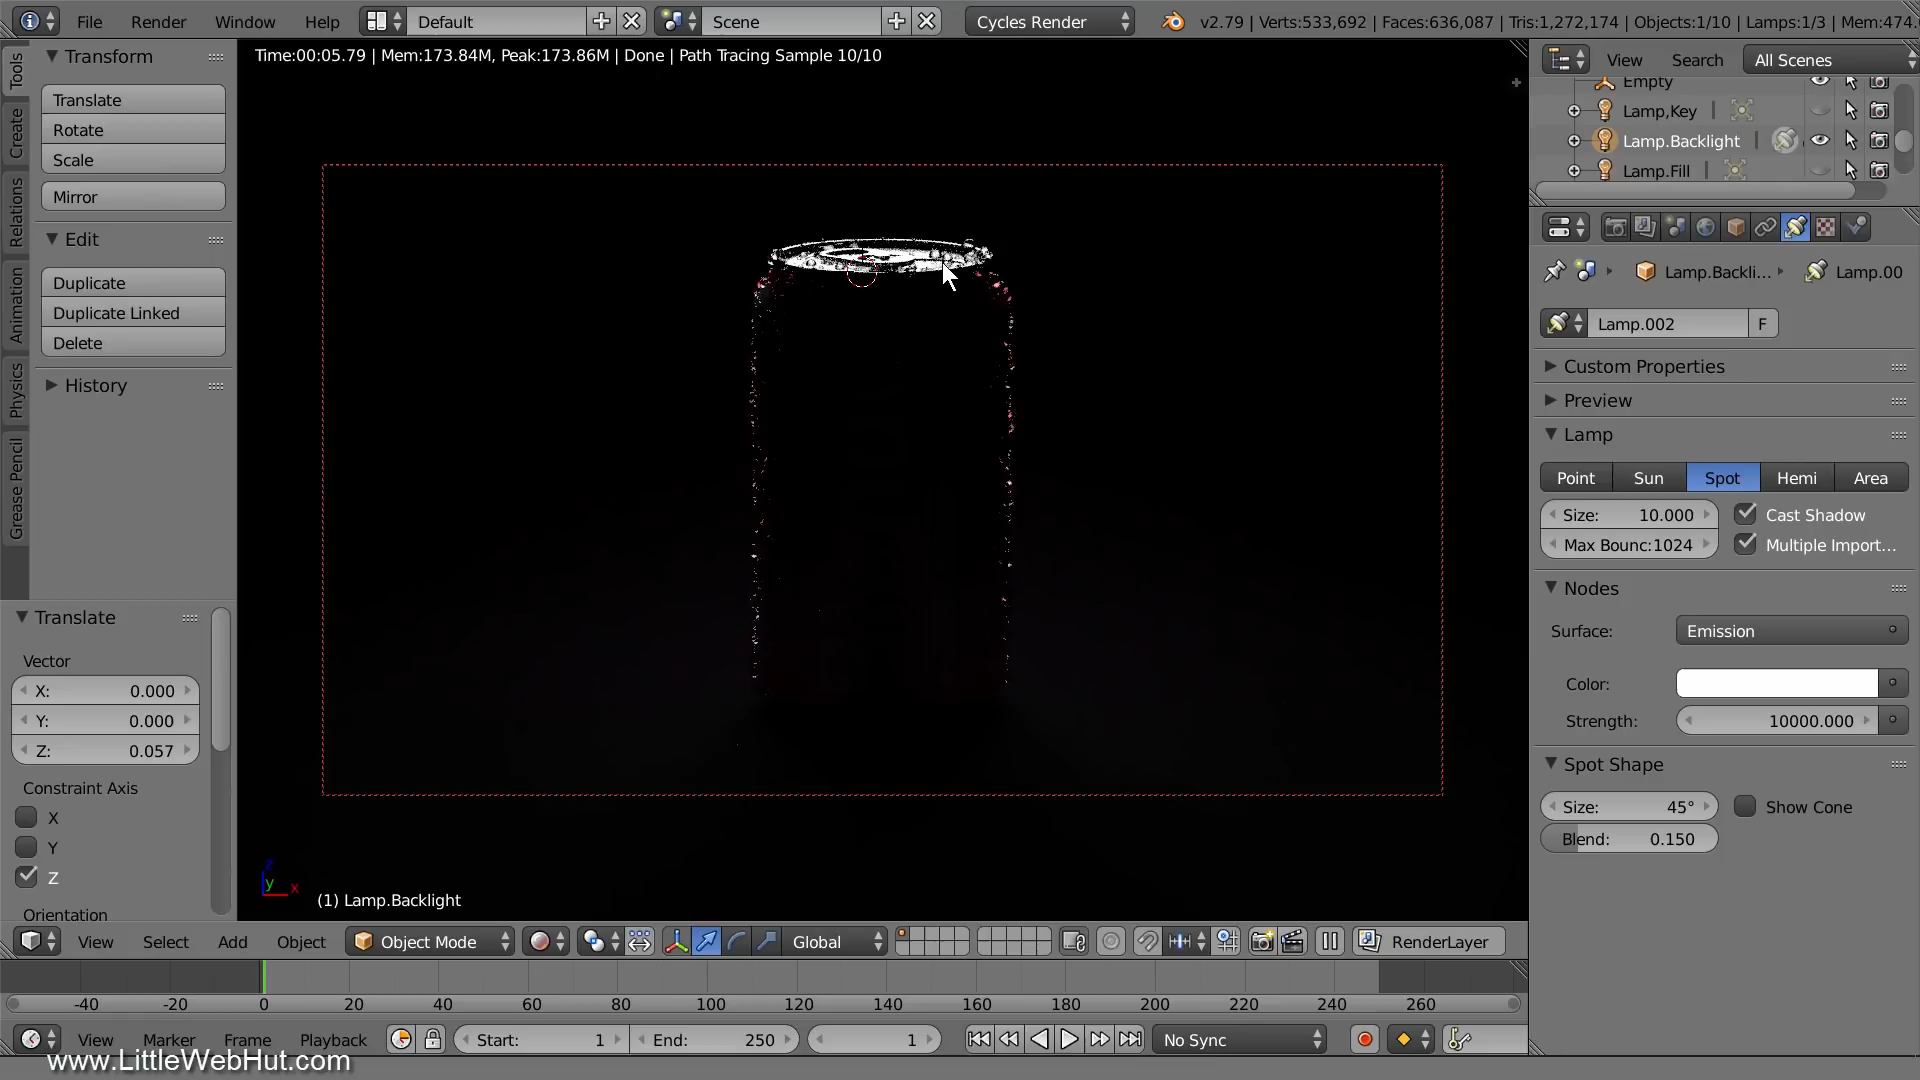 File Render Window Help Default Scene Cycles Render v2.79 | Verts:533,692 | Faces:636,087 | Tris:1,272,174 | Objects:1/10 | Lamps:1/3 | Mem:474.
Time:00:05.79 | Mem:173.84M, Peak:173.86M | Done | Path Tracing Sample 10/10
Tools
Create
Relations
Animation
Physics
Grease Pencil
Transform
Translate
Rotate
Scale
Mirror
Edit
Duplicate
Duplicate Linked
Delete
History
Translate
Vector
X: 0.000
Y: 0.000
Z: 0.057
Constraint Axis
X
Y
Z
Orientation
z
y x
(1) Lamp.Backlight
View Select Add Object Object Mode Global RenderLayer
-40 -20 0 20 40 60 80 100 120 140 160 180 200 220 240 260
View Marker Frame Playback Start: 1 End: 250 1 No Sync
www.LittleWebHut.com
View Search All Scenes
Empty
Lamp,Key
Lamp.Backlight
Lamp.Fill
Lamp.Backli... Lamp.00
Lamp.002 F
Custom Properties
Preview
Lamp
Point Sun Spot Hemi Area
Size: 10.000 Cast Shadow
Max Bounc:1024 Multiple Import...
Nodes
Surface: Emission
Color:
Strength: 10000.000
Spot Shape
Size: 45° Show Cone
Blend: 0.150